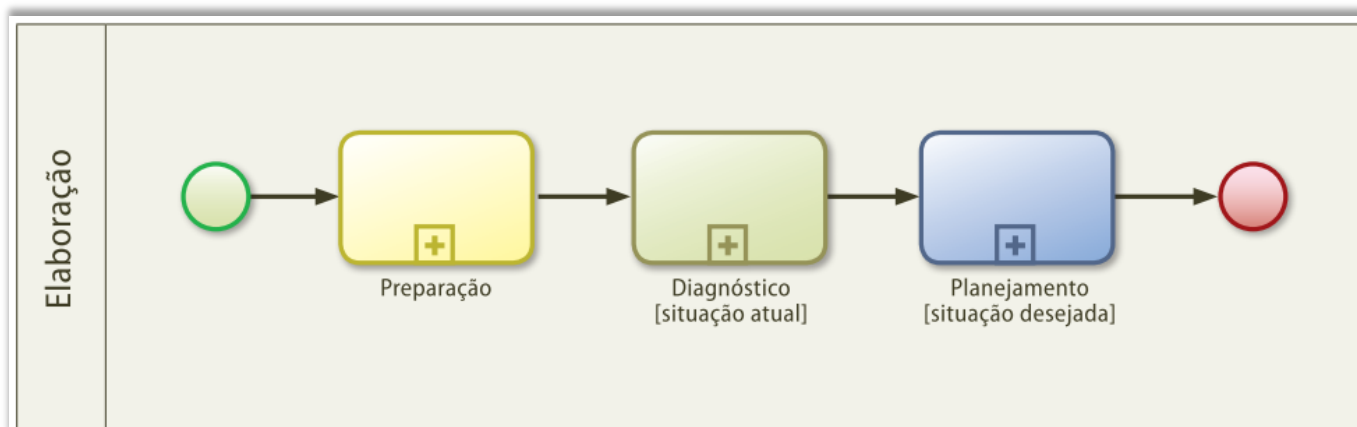 Elaboração
Preparação
Diagnóstico
[situação atual]
Planejamento
[situação desejada]